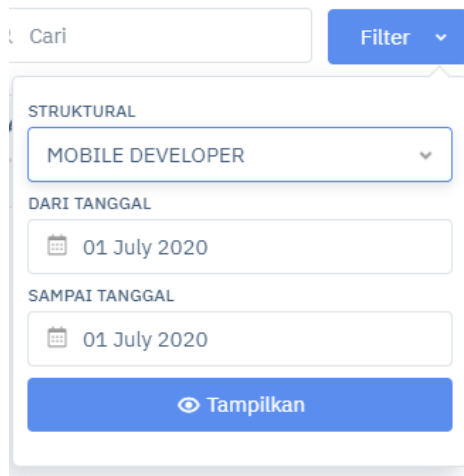 Cari
Filter
STRUKTURAL
MOBILE DEVELOPER
DARI TANGGAL
01 July 2020
SAMPAI TANGGAL
01 July 2020
Tampilkan